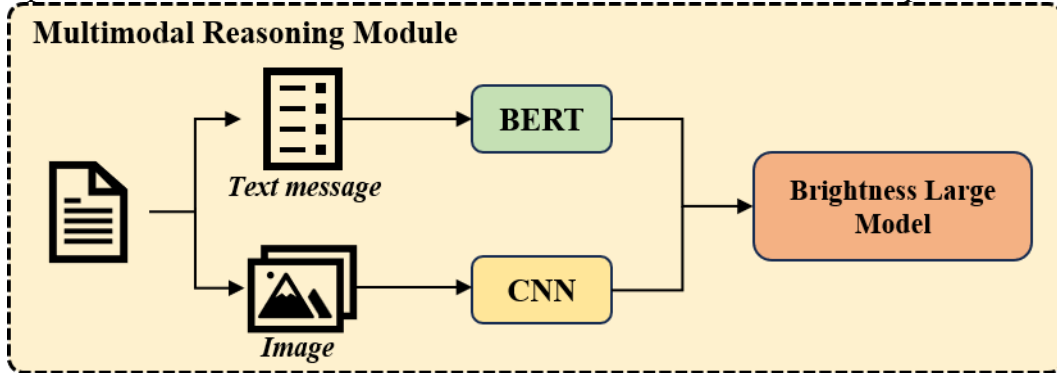 Multimodal Reasoning Module
Text message
BERT
Image
CNN
Brightness Large
Model